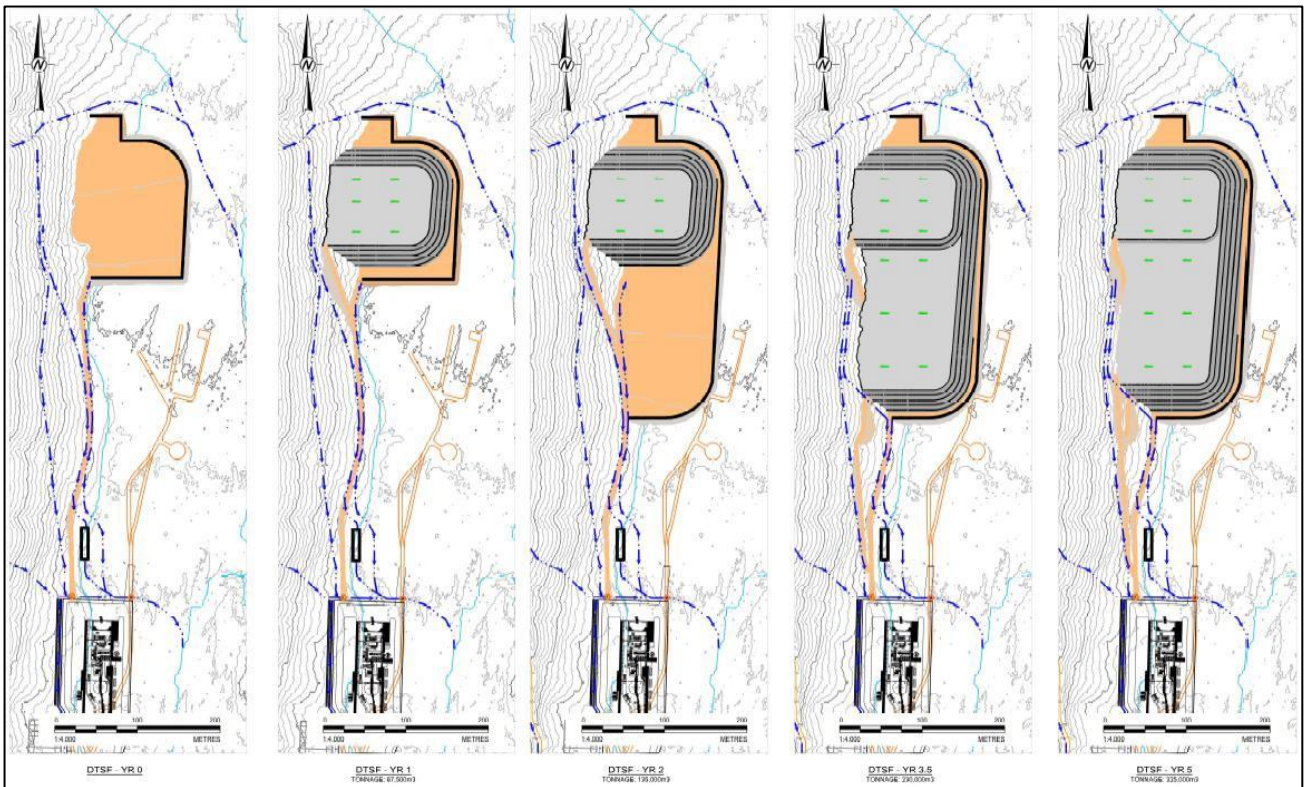 N
N
N
N
N
0 100 200
1:4,000 METRES
DTSF - YR 0
0 100 200
1:4,000 METRES
DTSF - YR 1
TONNAGE: 67,500m3
0 100 200
1:4,000 METRES
DTSF - YR 2
TONNAGE: 135,000m3
0 100 200
1:4,000 METRES
DTSF - YR 3.5
TONNAGE: 230,000m3
0 100 200
1:4,000 METRES
DTSF - YR 5
TONNAGE: 325,000m3